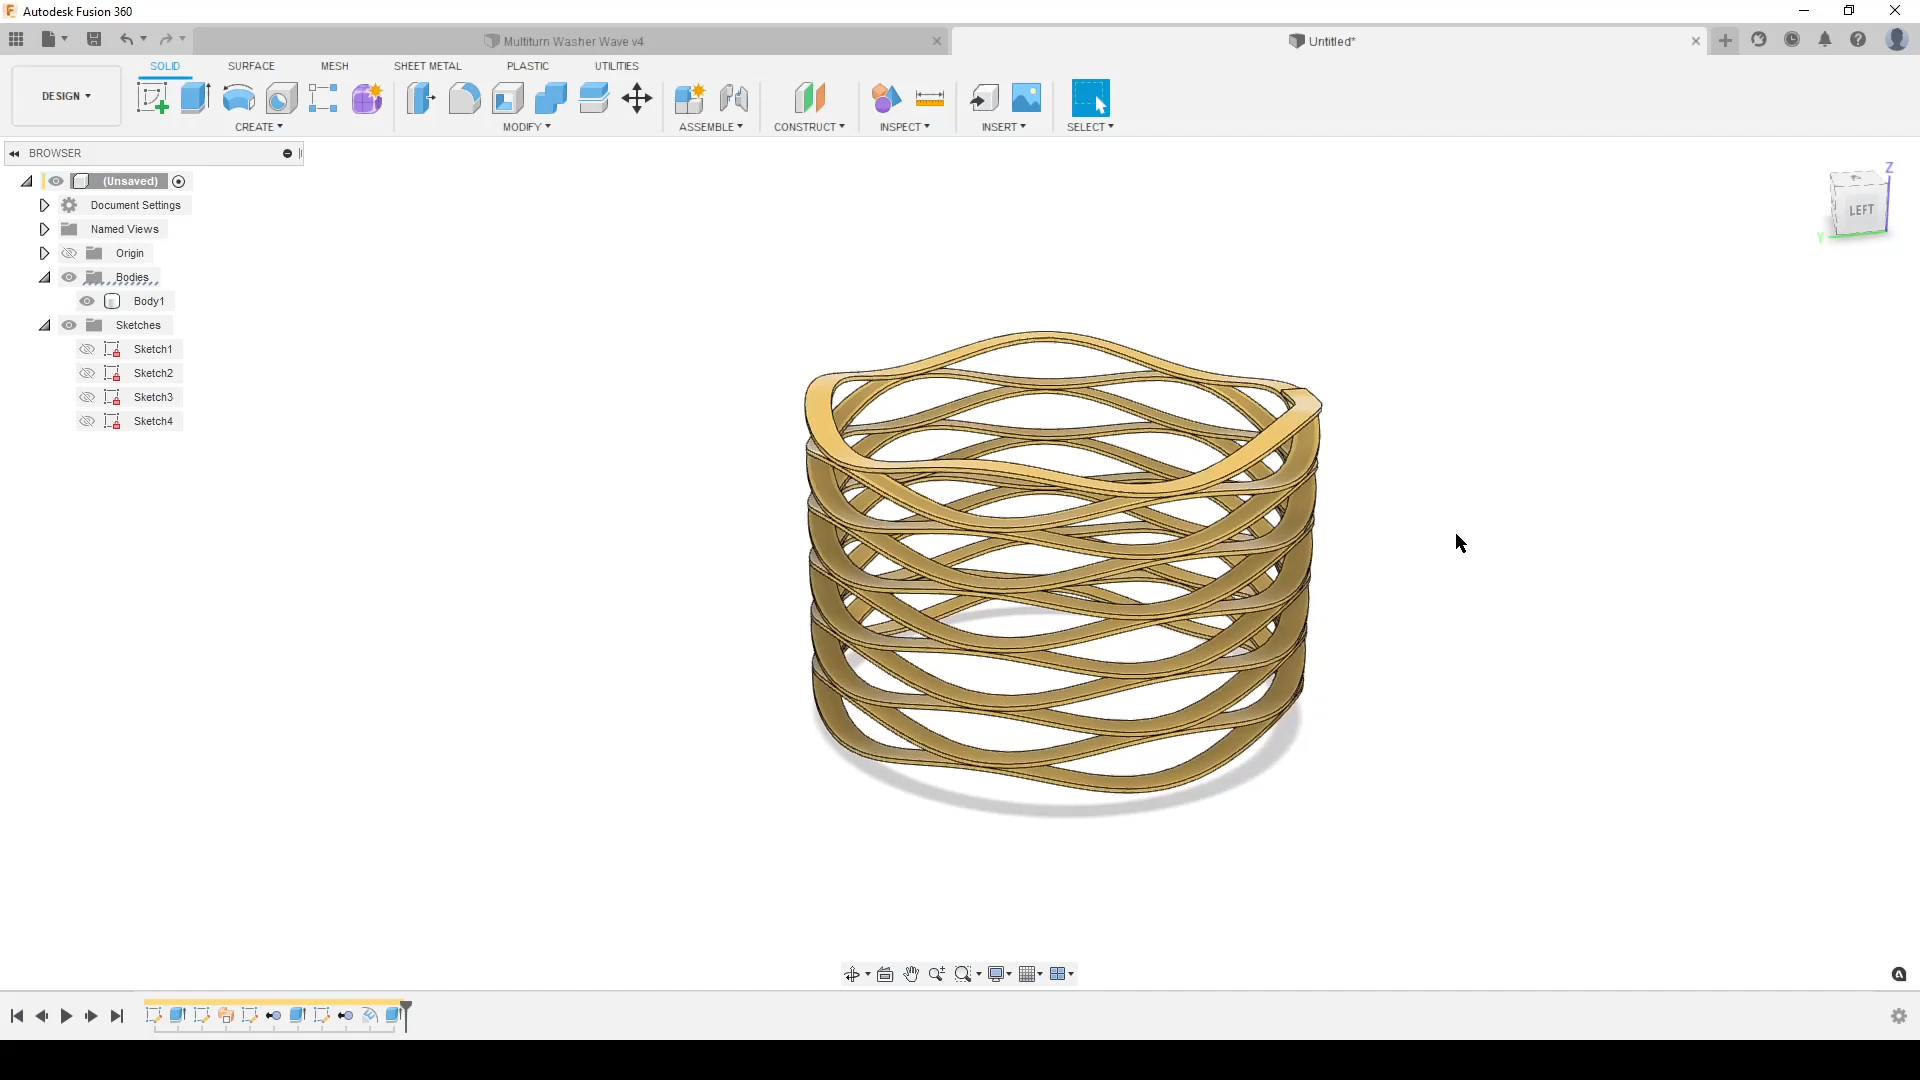 Autodesk Fusion 360
Multiturn Washer Wave v4
Untitled*
SOLID
SURFACE
MESH
SHEET METAL
PLASTIC
UTILITIES
DESIGN
CREATE
MODIFY
ASSEMBLE
CONSTRUCT
INSPECT
INSERT
SELECT
BROWSER
(Unsaved)
Document Settings
Named Views
Origin
Bodies
Body1
Sketches
Sketch1
Sketch2
Sketch3
Sketch4
Z
LEFT
Y